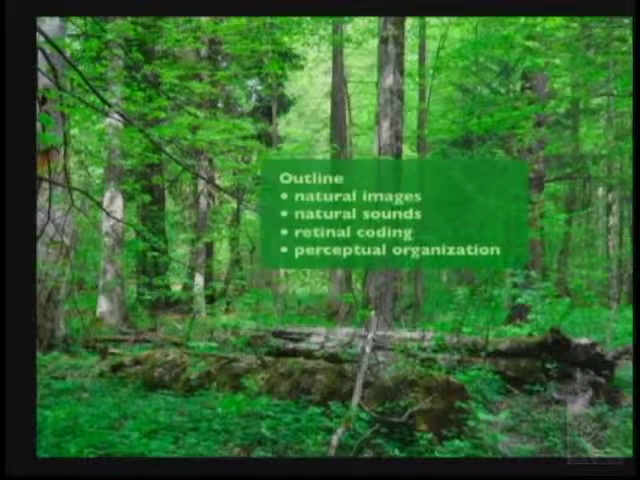 Outline
• natural images
• natural sounds
• retinal coding
• perceptual organization